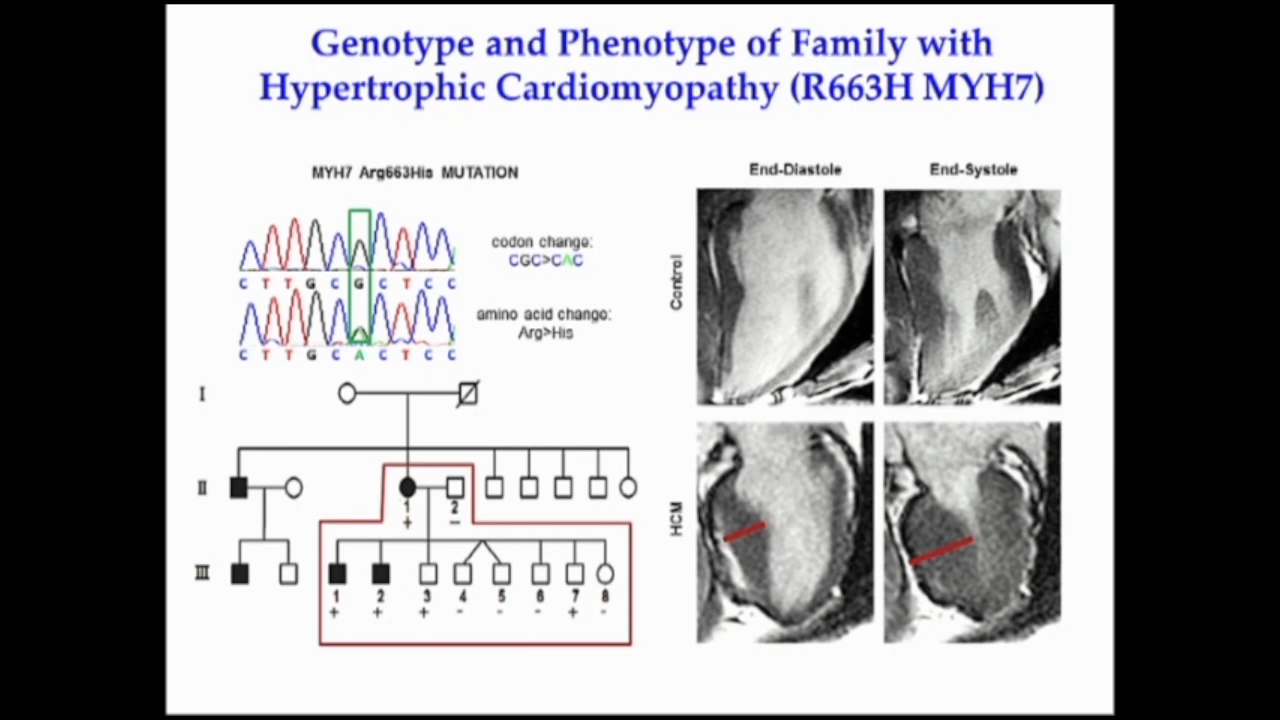 Genotype and Phenotype of Family with
Hypertrophic Cardiomyopathy (R663H MYH7)
MYH7 Arg663His MUTATION
C T T G C G C T C C
C T T G C A C T C C
codon change:
CGC>CAC
amino acid change:
Arg>His
I
II
1 2
+ –
III
1 2 3 4 5 6 7 8
+ + + - - - + -
End-Diastole End-Systole
Control
HCM